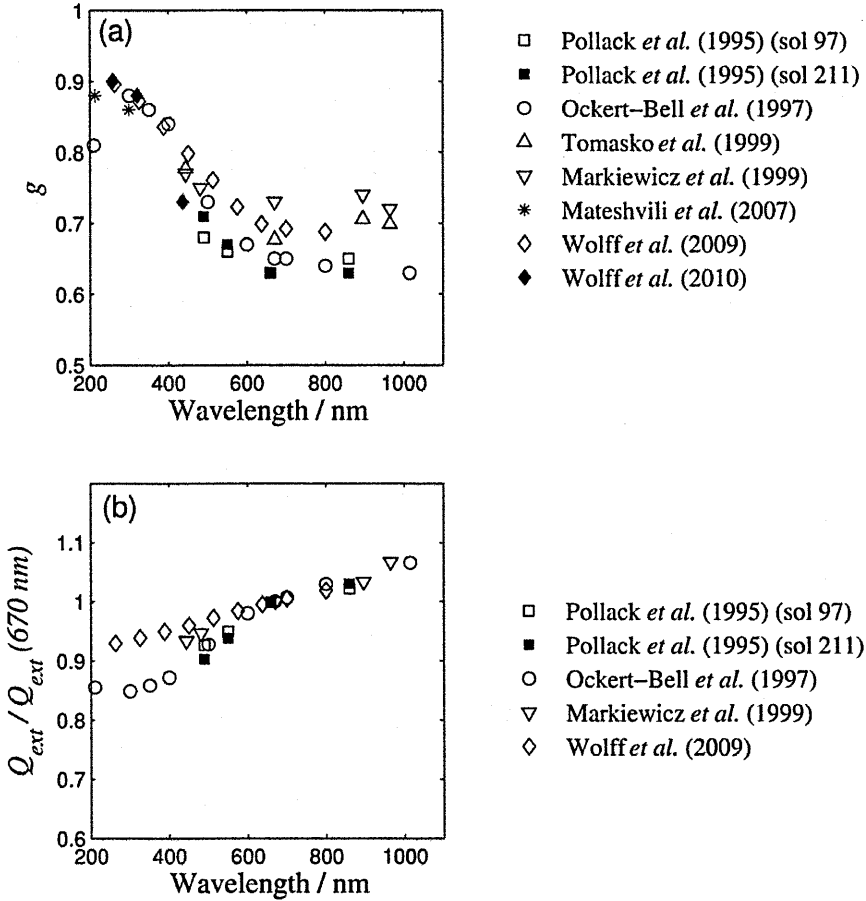 (a)
g
1
0.9
0.8
0.7
0.6
0.5
200 400 600 800 1000
Wavelength / nm
□ Pollack et al. (1995) (sol 97)
■ Pollack et al. (1995) (sol 211)
○ Ockert–Bell et al. (1997)
△ Tomasko et al. (1999)
▽ Markiewicz et al. (1999)
* Mateshvili et al. (2007)
◇ Wolff et al. (2009)
◆ Wolff et al. (2010)
(b)
Q_ext / Q_ext (670 nm)
1.1
1
0.9
0.8
0.7
0.6
200 400 600 800 1000
Wavelength / nm
□ Pollack et al. (1995) (sol 97)
■ Pollack et al. (1995) (sol 211)
○ Ockert–Bell et al. (1997)
▽ Markiewicz et al. (1999)
◇ Wolff et al. (2009)